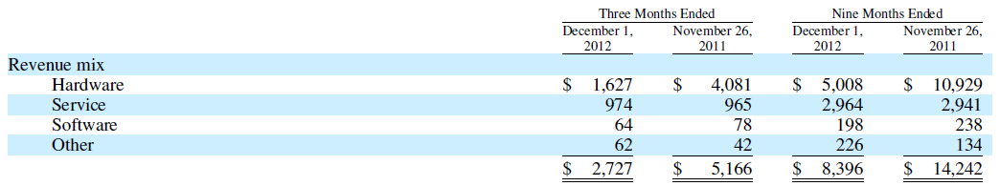 Three Months Ended Nine Months Ended
December 1, November 26, December 1, November 26,
2012 2011 2012 2011
Revenue mix
Hardware $ 1,627 $ 4,081 $ 5,008 $ 10,929
Service 974 965 2,964 2,941
Software 64 78 198 238
Other 62 42 226 134
$ 2,727 $ 5,166 $ 8,396 $ 14,242